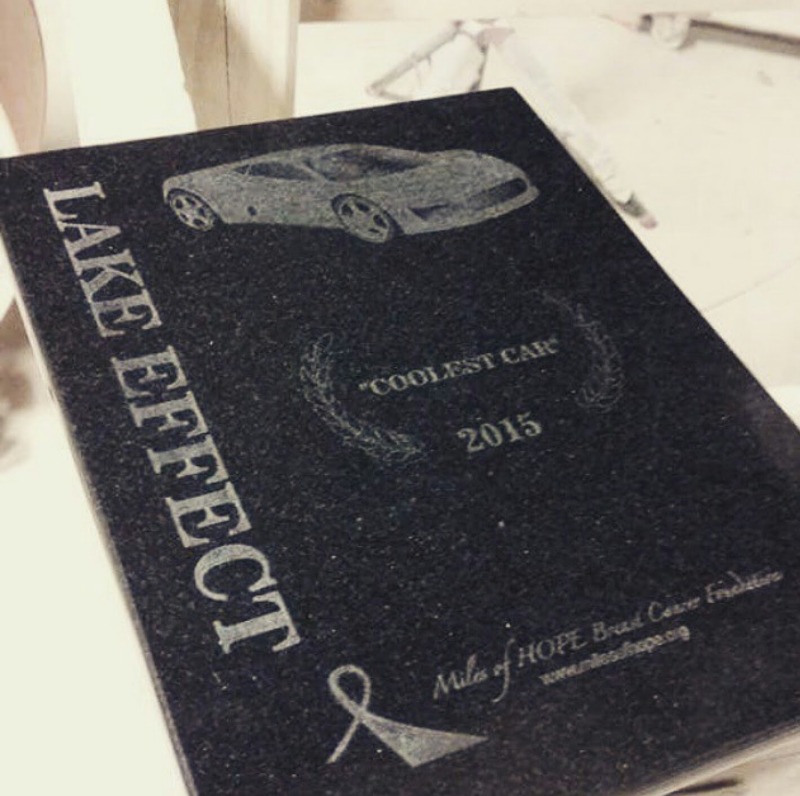 LAKE EFFECT
"COOLEST CAR"
2015
Miles of HOPE Breast Cancer Foundation
www.milesofhope.org